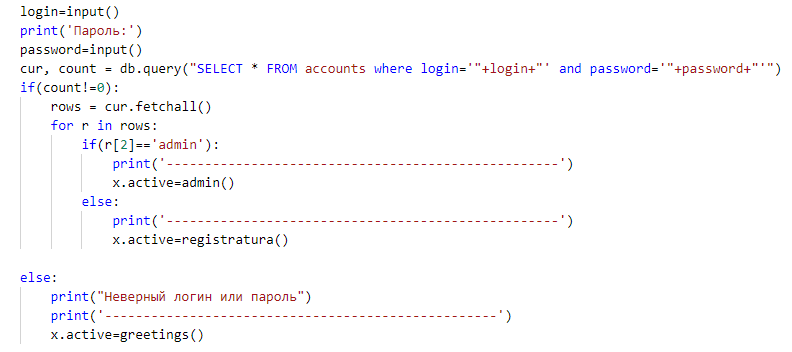 login=input()
print('Пароль:')
password=input()
cur, count = db.query("SELECT * FROM accounts where login='"+login+"' and password='"+password+"'")
if(count!=0):
    rows = cur.fetchall()
    for r in rows:
        if(r[2]=='admin'):
            print('---------------------------------------------------')
            x.active=admin()
        else:
            print('---------------------------------------------------')
            x.active=registratura()
else:
    print("Неверный логин или пароль")
    print('---------------------------------------------------')
    x.active=greetings()